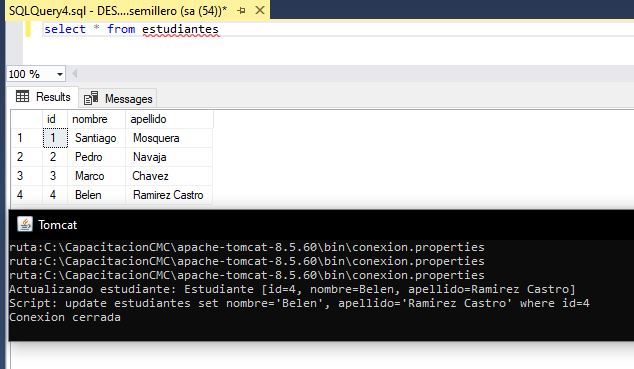 SQLQuery4.sql - DES....semillero (sa (54))*
select * from estudiantes
100 %
Results Messages
id nombre apellido
1 1 Santiago Mosquera
2 2 Pedro Navaja
3 3 Marco Chavez
4 4 Belen Ramirez Castro
Tomcat
ruta:C:\CapacitacionCMC\apache-tomcat-8.5.60\bin\conexion.properties
ruta:C:\CapacitacionCMC\apache-tomcat-8.5.60\bin\conexion.properties
ruta:C:\CapacitacionCMC\apache-tomcat-8.5.60\bin\conexion.properties
Actualizando estudiante: Estudiante [id=4, nombre=Belen, apellido=Ramirez Castro]
Script: update estudiantes set nombre='Belen', apellido='Ramirez Castro' where id=4
Conexion cerrada